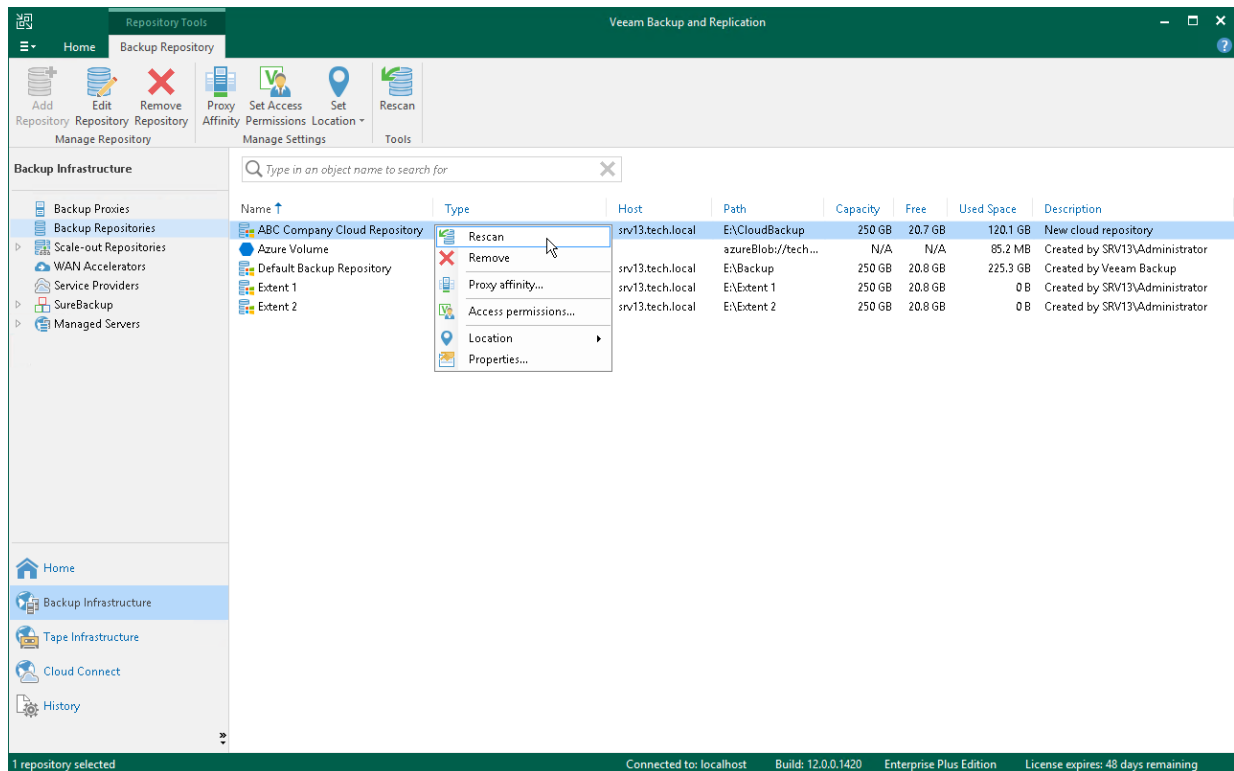 Repository Tools
Veeam Backup and Replication
Home
Backup Repository
Add Repository
Edit Repository
Remove Repository
Proxy Affinity
Set Access Permissions
Set Location
Rescan
Manage Repository
Manage Settings
Tools
Backup Infrastructure
Type in an object name to search for
Backup Proxies
Backup Repositories
Scale-out Repositories
WAN Accelerators
Service Providers
SureBackup
Managed Servers
Name Type Host Path Capacity Free Used Space Description
ABC Company Cloud Repository srv13.tech.local E:\CloudBackup 250 GB 20.7 GB 120.1 GB New cloud repository
Azure Volume azureBlob://tech... N/A N/A 85.2 MB Created by SRV13\Administrator
Default Backup Repository srv13.tech.local E:\Backup 250 GB 20.8 GB 225.3 GB Created by Veeam Backup
Extent 1 srv13.tech.local E:\Extent 1 250 GB 20.8 GB 0 B Created by SRV13\Administrator
Extent 2 srv13.tech.local E:\Extent 2 250 GB 20.8 GB 0 B Created by SRV13\Administrator
Rescan
Remove
Proxy affinity...
Access permissions...
Location
Properties...
Home
Backup Infrastructure
Tape Infrastructure
Cloud Connect
History
1 repository selected
Connected to: localhost
Build: 12.0.0.1420
Enterprise Plus Edition
License expires: 48 days remaining